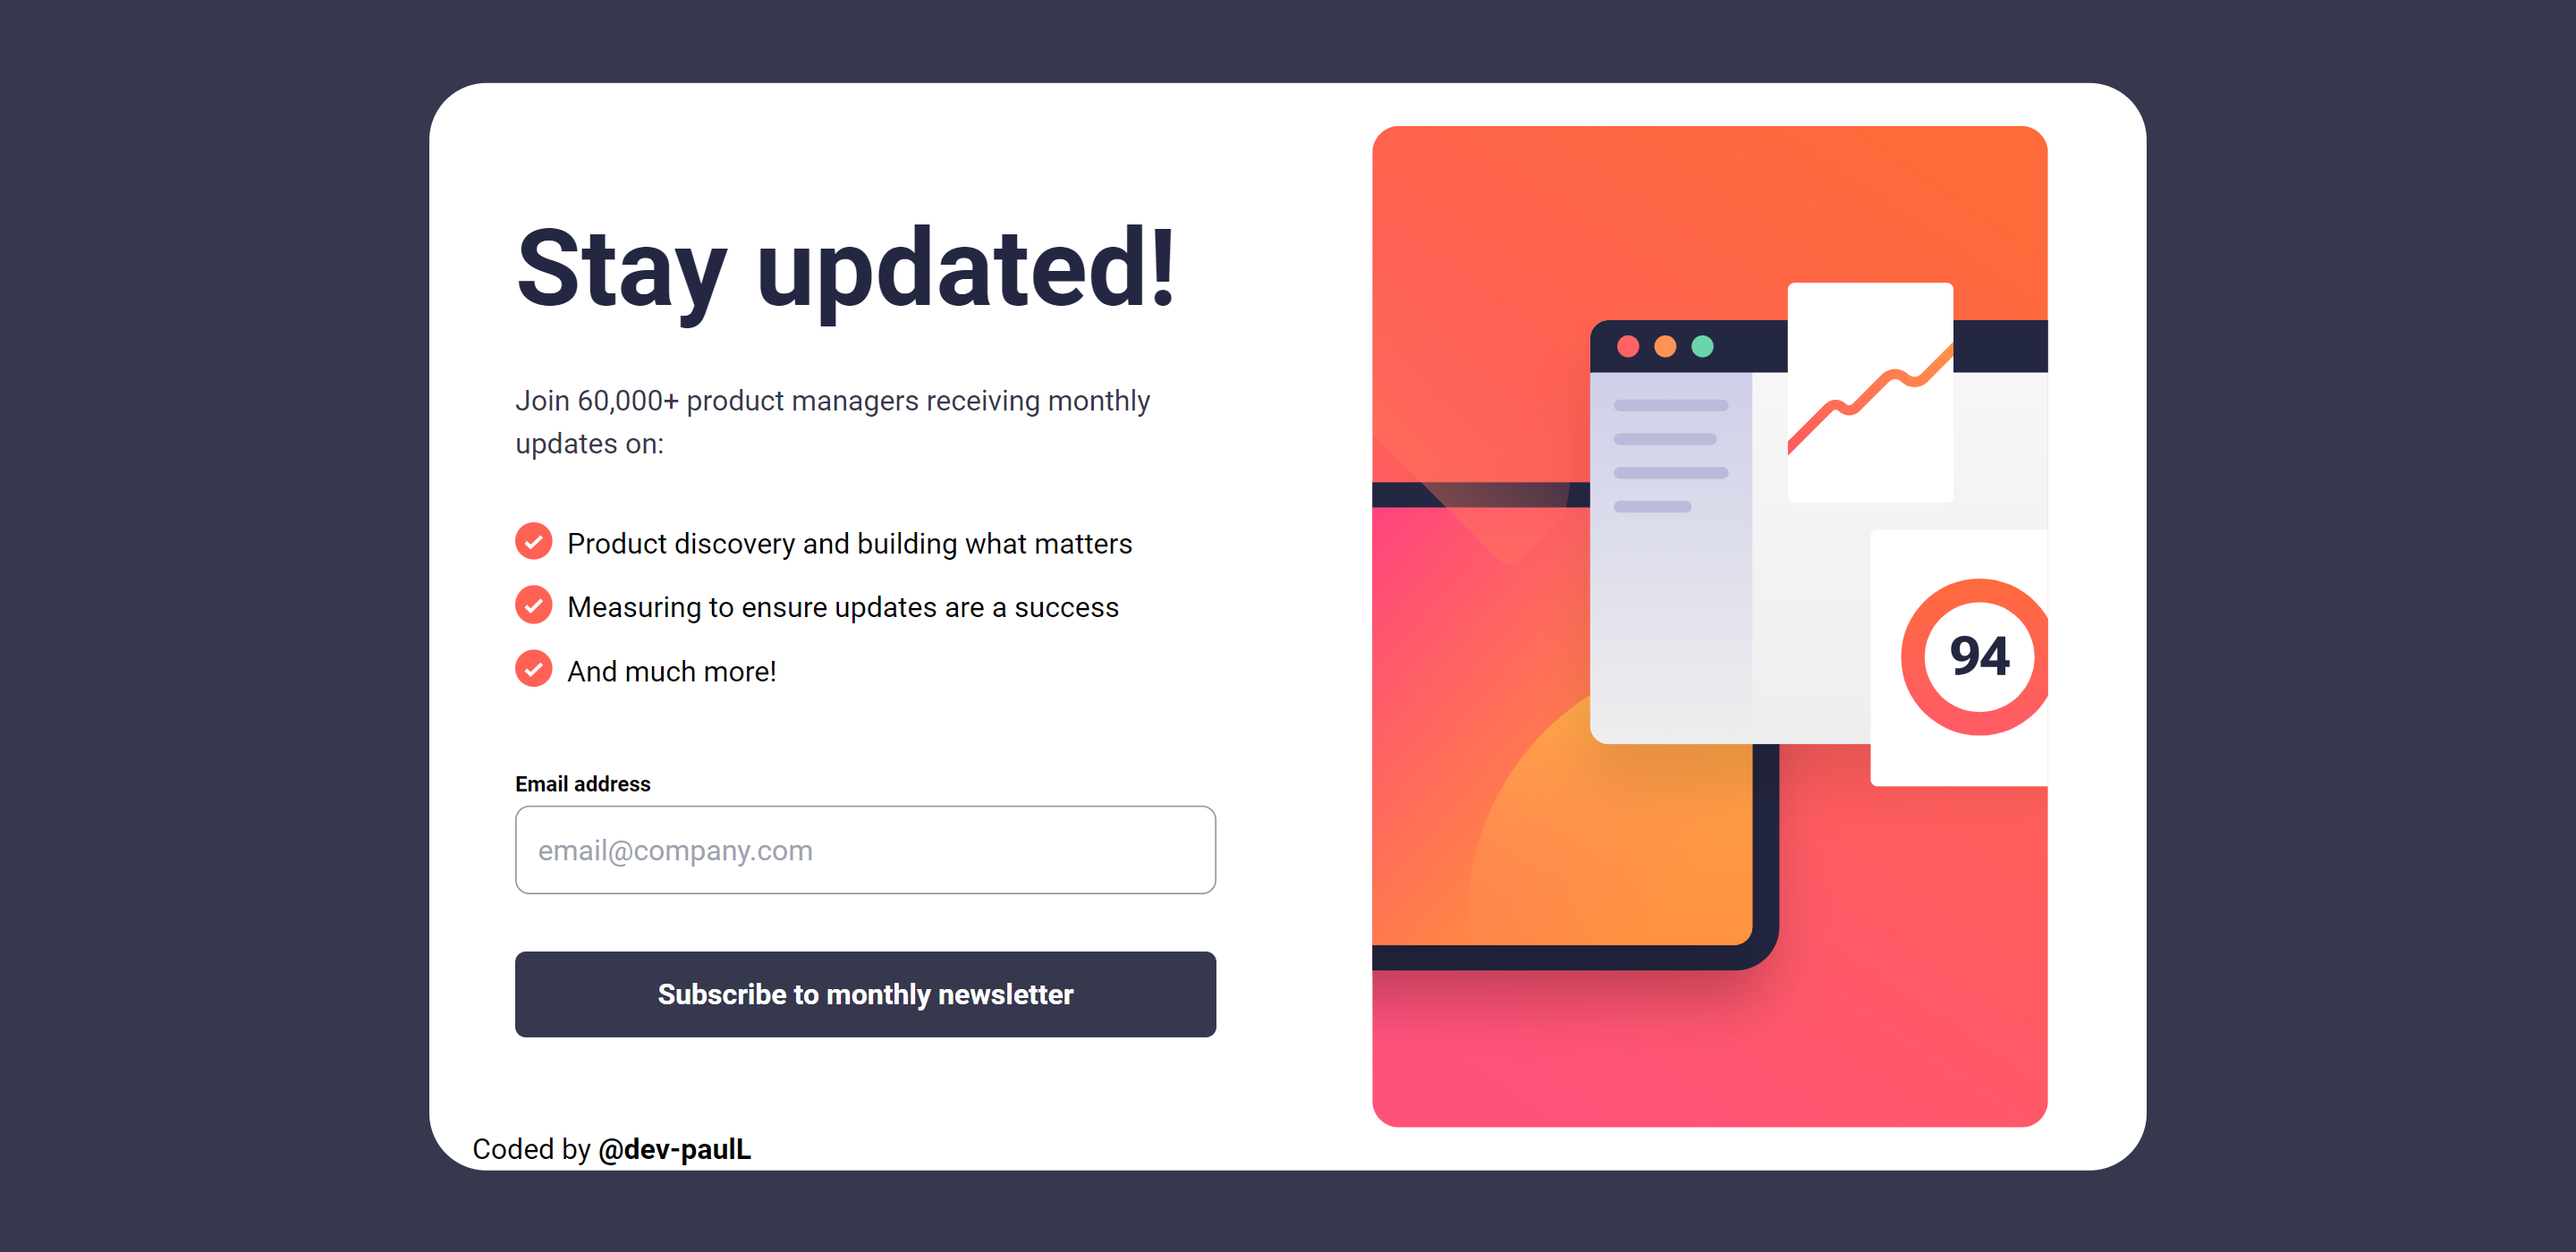 Stay updated!
Join 60,000+ product managers receiving monthly
updates on:
Product discovery and building what matters
Measuring to ensure updates are a success
And much more!
Email address
email@company.com
Subscribe to monthly newsletter
Coded by @dev-paulL
94